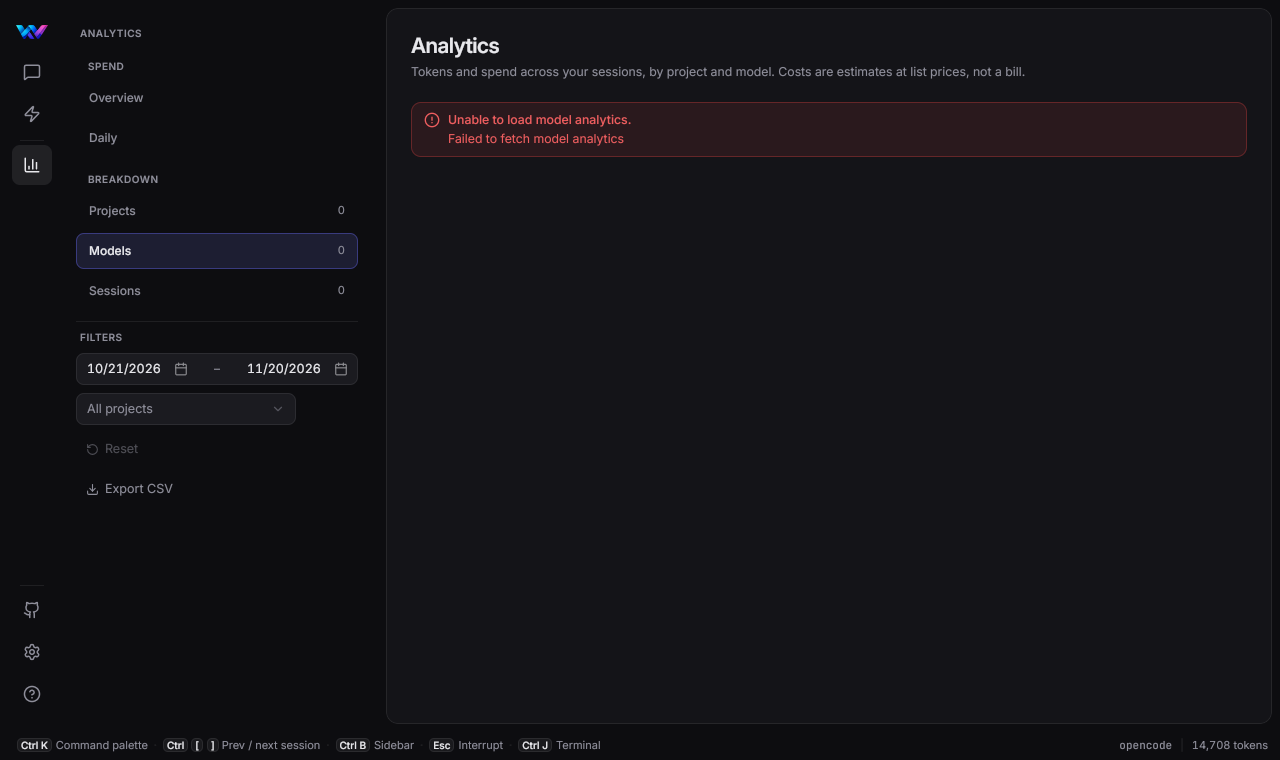 ANALYTICS
SPEND
Overview
Daily
BREAKDOWN
Projects 0
Models 0
Sessions 0
FILTERS
10/21/2026 – 11/20/2026
All projects
Reset
Export CSV
Analytics
Tokens and spend across your sessions, by project and model. Costs are estimates at list prices, not a bill.
Unable to load model analytics.
Failed to fetch model analytics
Ctrl K Command palette · Ctrl [ ] Prev / next session · Ctrl B Sidebar · Esc Interrupt · Ctrl J Terminal
opencode 14,708 tokens